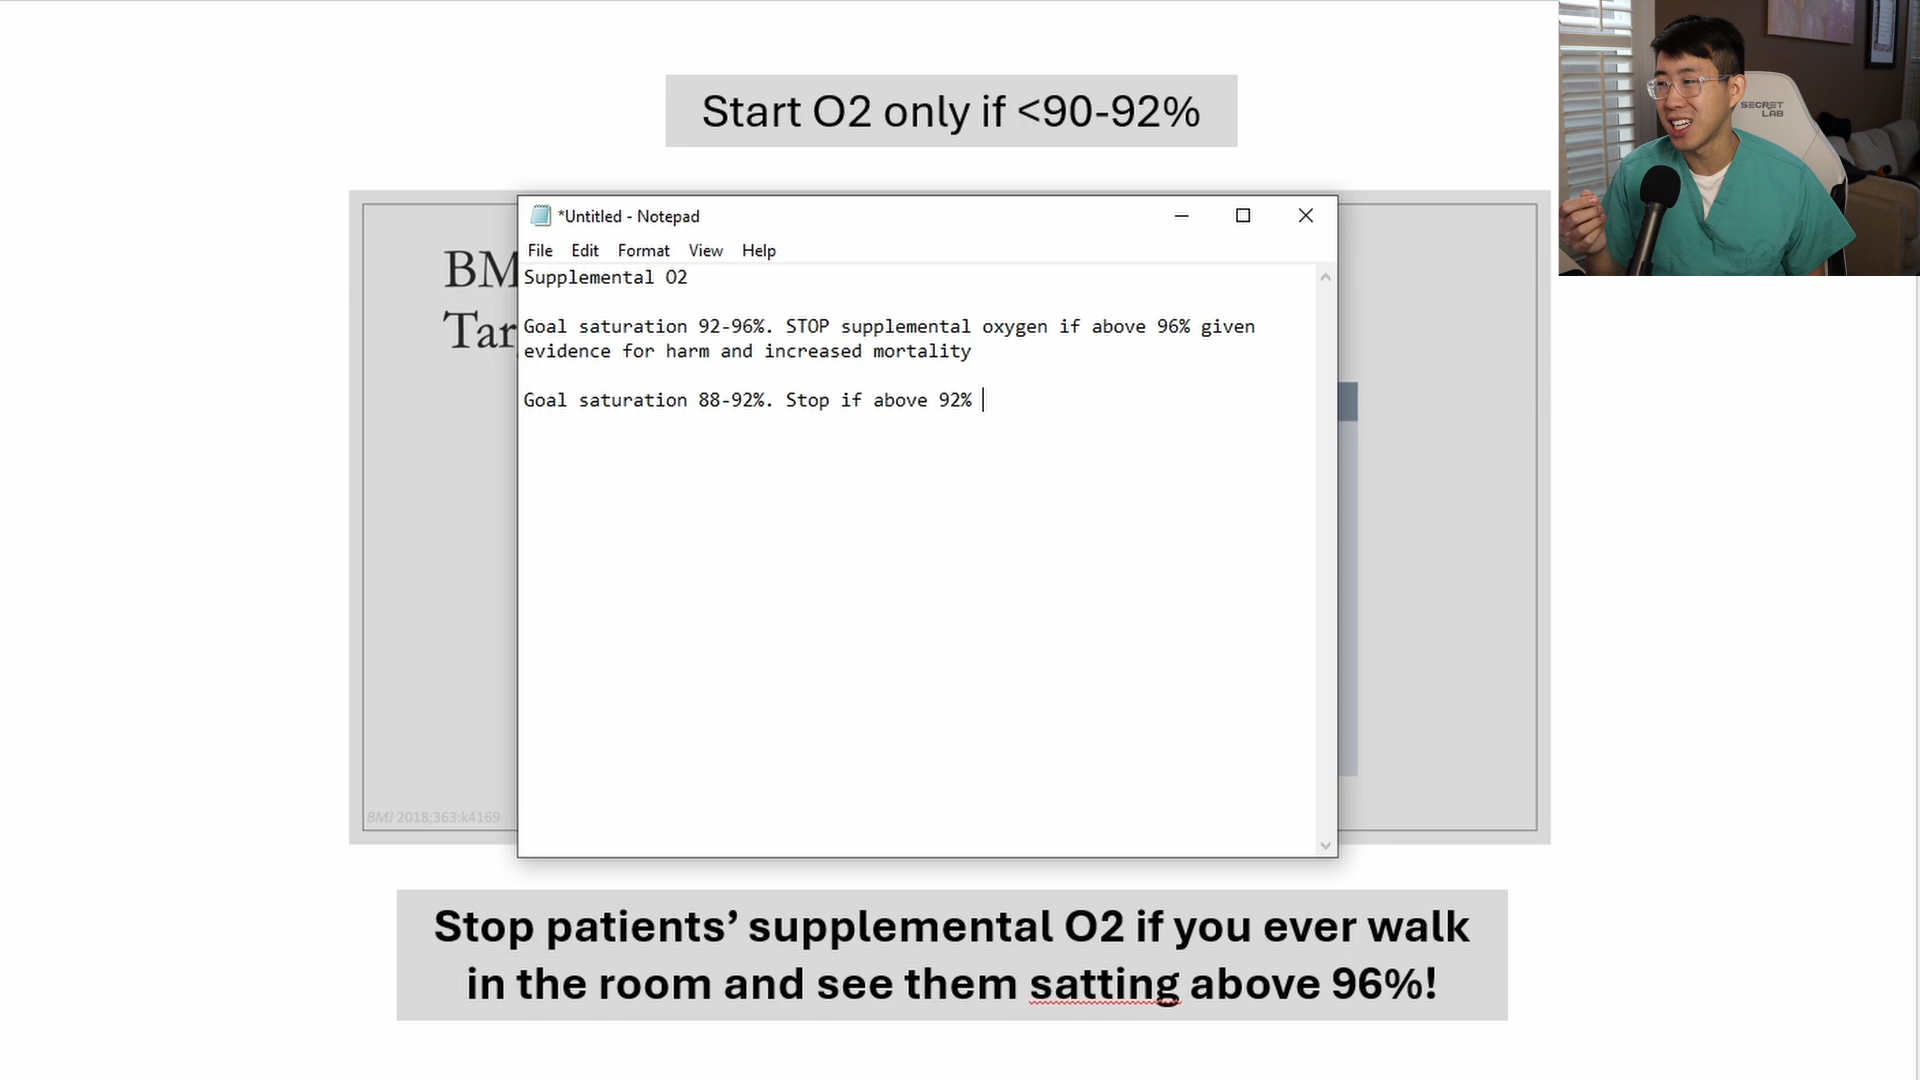 Start O2 only if <90-92%
SECRET
LAB
BM
Tar
*Untitled - Notepad
File Edit Format View Help
Supplemental O2
Goal saturation 92-96%. STOP supplemental oxygen if above 96% given
evidence for harm and increased mortality
Goal saturation 88-92%. Stop if above 92%
BMJ 2018;363:k4169
Stop patients’ supplemental O2 if you ever walk
in the room and see them satting above 96%!